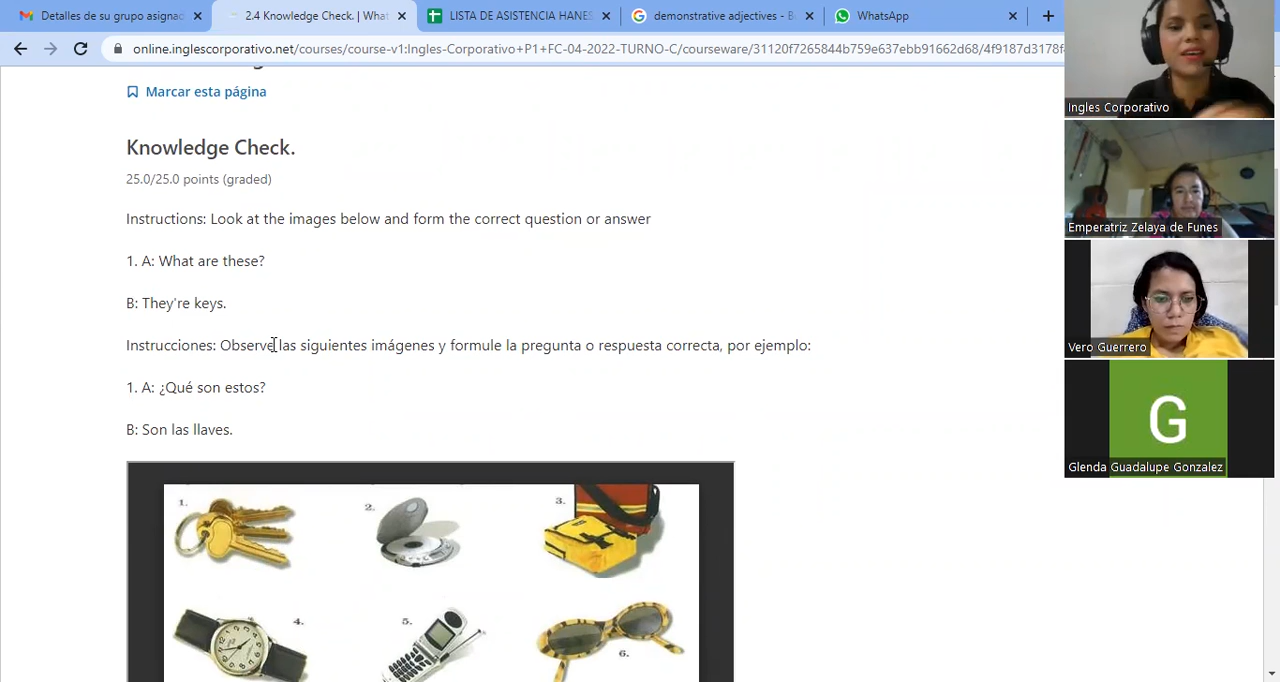 Detalles de su grupo asignac
2.4 Knowledge Check. | What
LISTA DE ASISTENCIA HANES
demonstrative adjectives - B
WhatsApp
online.inglescorporativo.net/courses/course-v1:Ingles-Corporativo+P1+FC-04-2022-TURNO-C/courseware/31120f7265844b759e637ebb91662d68/4f9187d3178f4
Marcar esta página
Knowledge Check.
25.0/25.0 points (graded)
Instructions: Look at the images below and form the correct question or answer
1. A: What are these?
B: They're keys.
Instrucciones: Observe las siguientes imágenes y formule la pregunta o respuesta correcta, por ejemplo:
1. A: ¿Qué son estos?
B: Son las llaves.
1.
2.
3.
4.
5.
6.
Ingles Corporativo
Emperatriz Zelaya de Funes
Vero Guerrero
G
Glenda Guadalupe Gonzalez